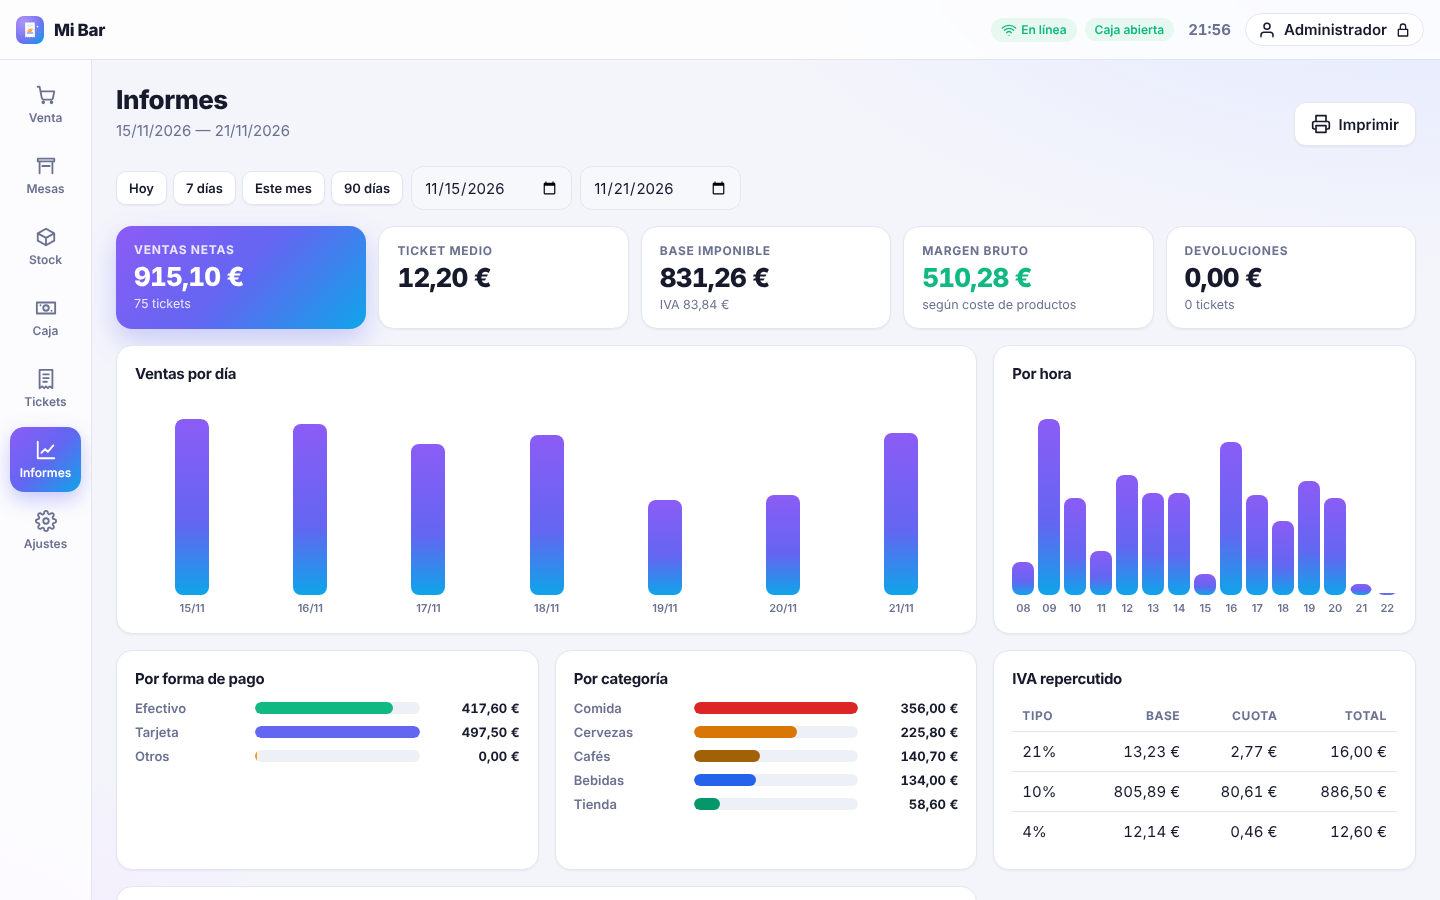 Mi Bar
En línea
Caja abierta
21:56
Administrador
Venta
Mesas
Stock
Caja
Tickets
Informes
Ajustes
Informes
15/11/2026 — 21/11/2026
Imprimir
Hoy
7 días
Este mes
90 días
11/15/2026
11/21/2026
VENTAS NETAS
915,10 €
75 tickets
TICKET MEDIO
12,20 €
BASE IMPONIBLE
831,26 €
IVA 83,84 €
MARGEN BRUTO
510,28 €
según coste de productos
DEVOLUCIONES
0,00 €
0 tickets
Ventas por día
15/11 16/11 17/11 18/11 19/11 20/11 21/11
Por hora
08 09 10 11 12 13 14 15 16 17 18 19 20 21 22
Por forma de pago
Efectivo 417,60 €
Tarjeta 497,50 €
Otros 0,00 €
Por categoría
Comida 356,00 €
Cervezas 225,80 €
Cafés 140,70 €
Bebidas 134,00 €
Tienda 58,60 €
IVA repercutido
TIPO BASE CUOTA TOTAL
21% 13,23 € 2,77 € 16,00 €
10% 805,89 € 80,61 € 886,50 €
4% 12,14 € 0,46 € 12,60 €